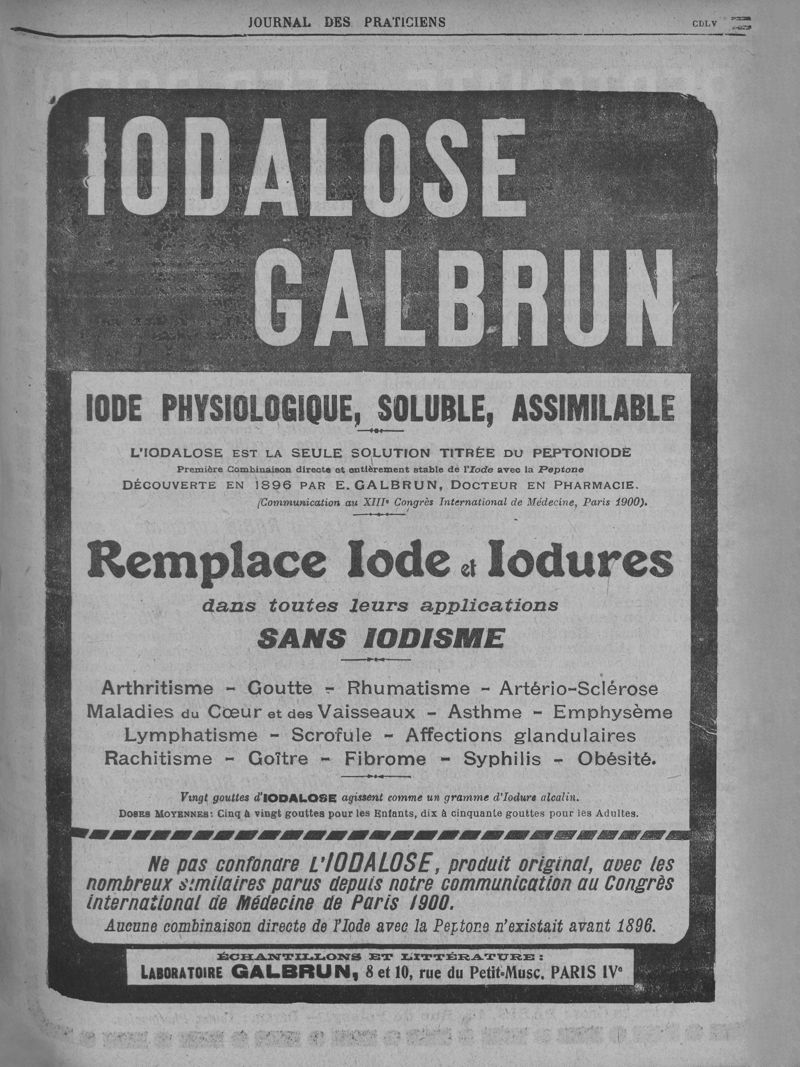 JOURNAL DES PRATICIENS
CDLV
IODALOSE
GALBRUN
IODE PHYSIOLOGIQUE, SOLUBLE, ASSIMILABLE
L'IODALOSE EST LA SEULE SOLUTION TITRÉE DU PEPTONIODE
Première Combinaison directe et entièrement stable de l'Iode avec la Peptone
DÉCOUVERTE EN 1896 PAR E. GALBRUN, DOCTEUR EN PHARMACIE.
(Communication au XIIIe Congrès International de Médecine, Paris 1900).
Remplace Iode et Iodures
dans toutes leurs applications
SANS IODISME
Arthritisme - Goutte - Rhumatisme - Artério-Sclérose
Maladies du Cœur et des Vaisseaux - Asthme - Emphysème
Lymphatisme - Scrofule - Affections glandulaires
Rachitisme - Goître - Fibrome - Syphilis - Obésité.
Vingt gouttes d'IODALOSE agissent comme un gramme d'Iodure alcalin.
DOSES MOYENNES: Cinq à vingt gouttes pour les Enfants, dix à cinquante gouttes pour les Adultes.
Ne pas confondre L'IODALOSE, produit original, avec les
nombreux similaires parus depuis notre communication au Congrès
international de Médecine de Paris 1900.
Aucune combinaison directe de l'Iode avec la Peptone n'existait avant 1896.
ÉCHANTILLONS ET LITTÉRATURE:
LABORATOIRE GALBRUN, 8 et 10, rue du Petit-Musc. PARIS IVe